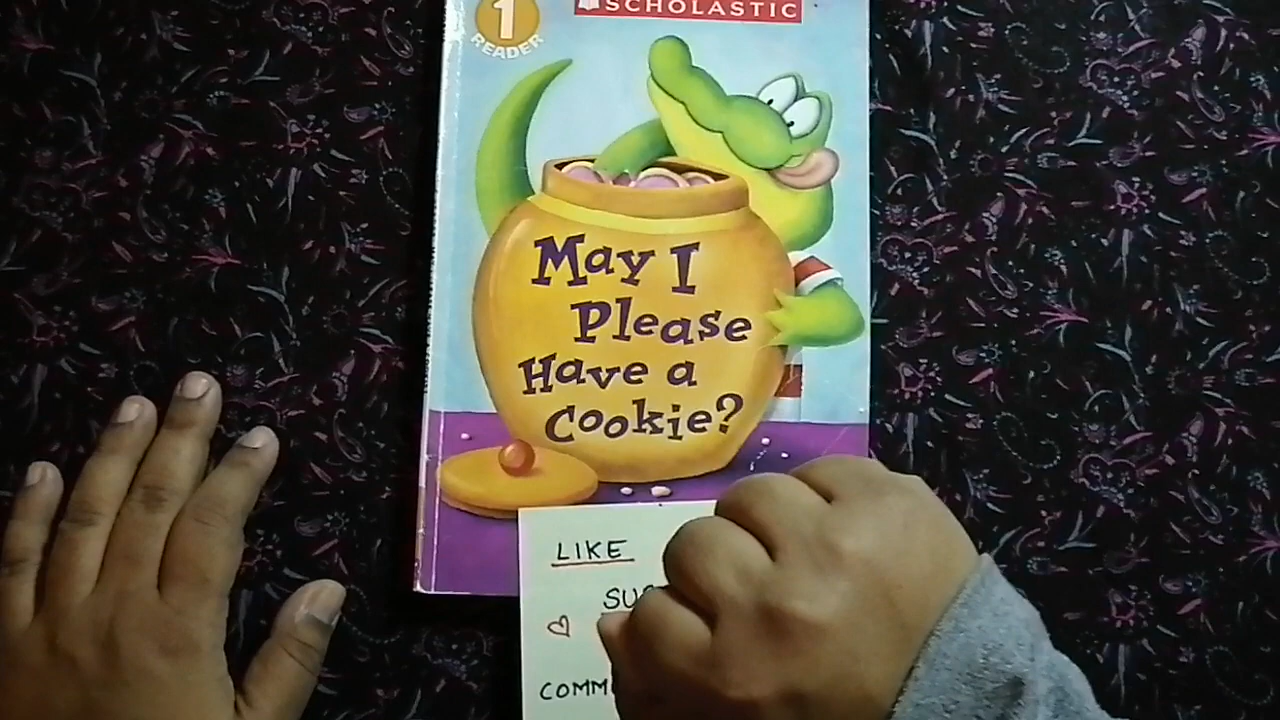 SCHOLASTIC
1
READER
May I
Please
Have a
Cookie?
LIKE